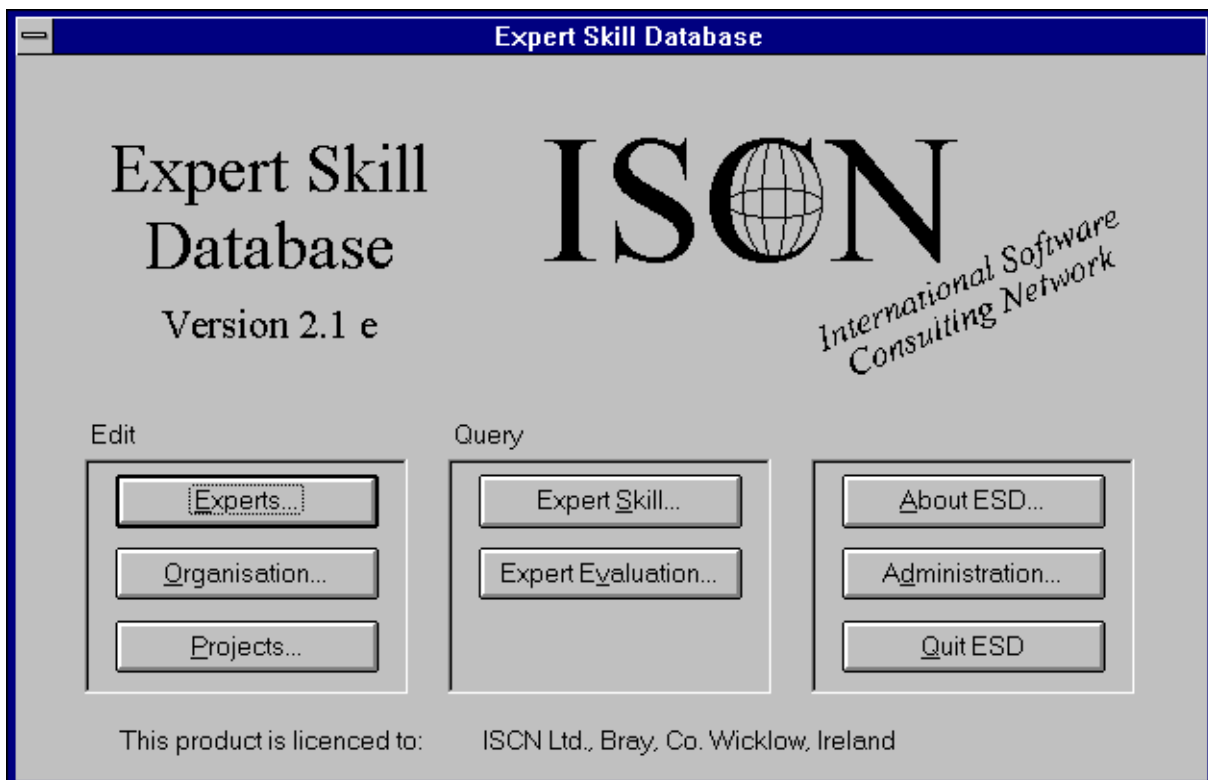 Expert Skill Database
Expert Skill
Database
Version 2.1 e
ISCN
International Software
Consulting Network
Edit
Experts...
Organisation...
Projects...
Query
Expert Skill...
Expert Evaluation...
About ESD...
Administration...
Quit ESD
This product is licenced to: ISCN Ltd., Bray, Co. Wicklow, Ireland